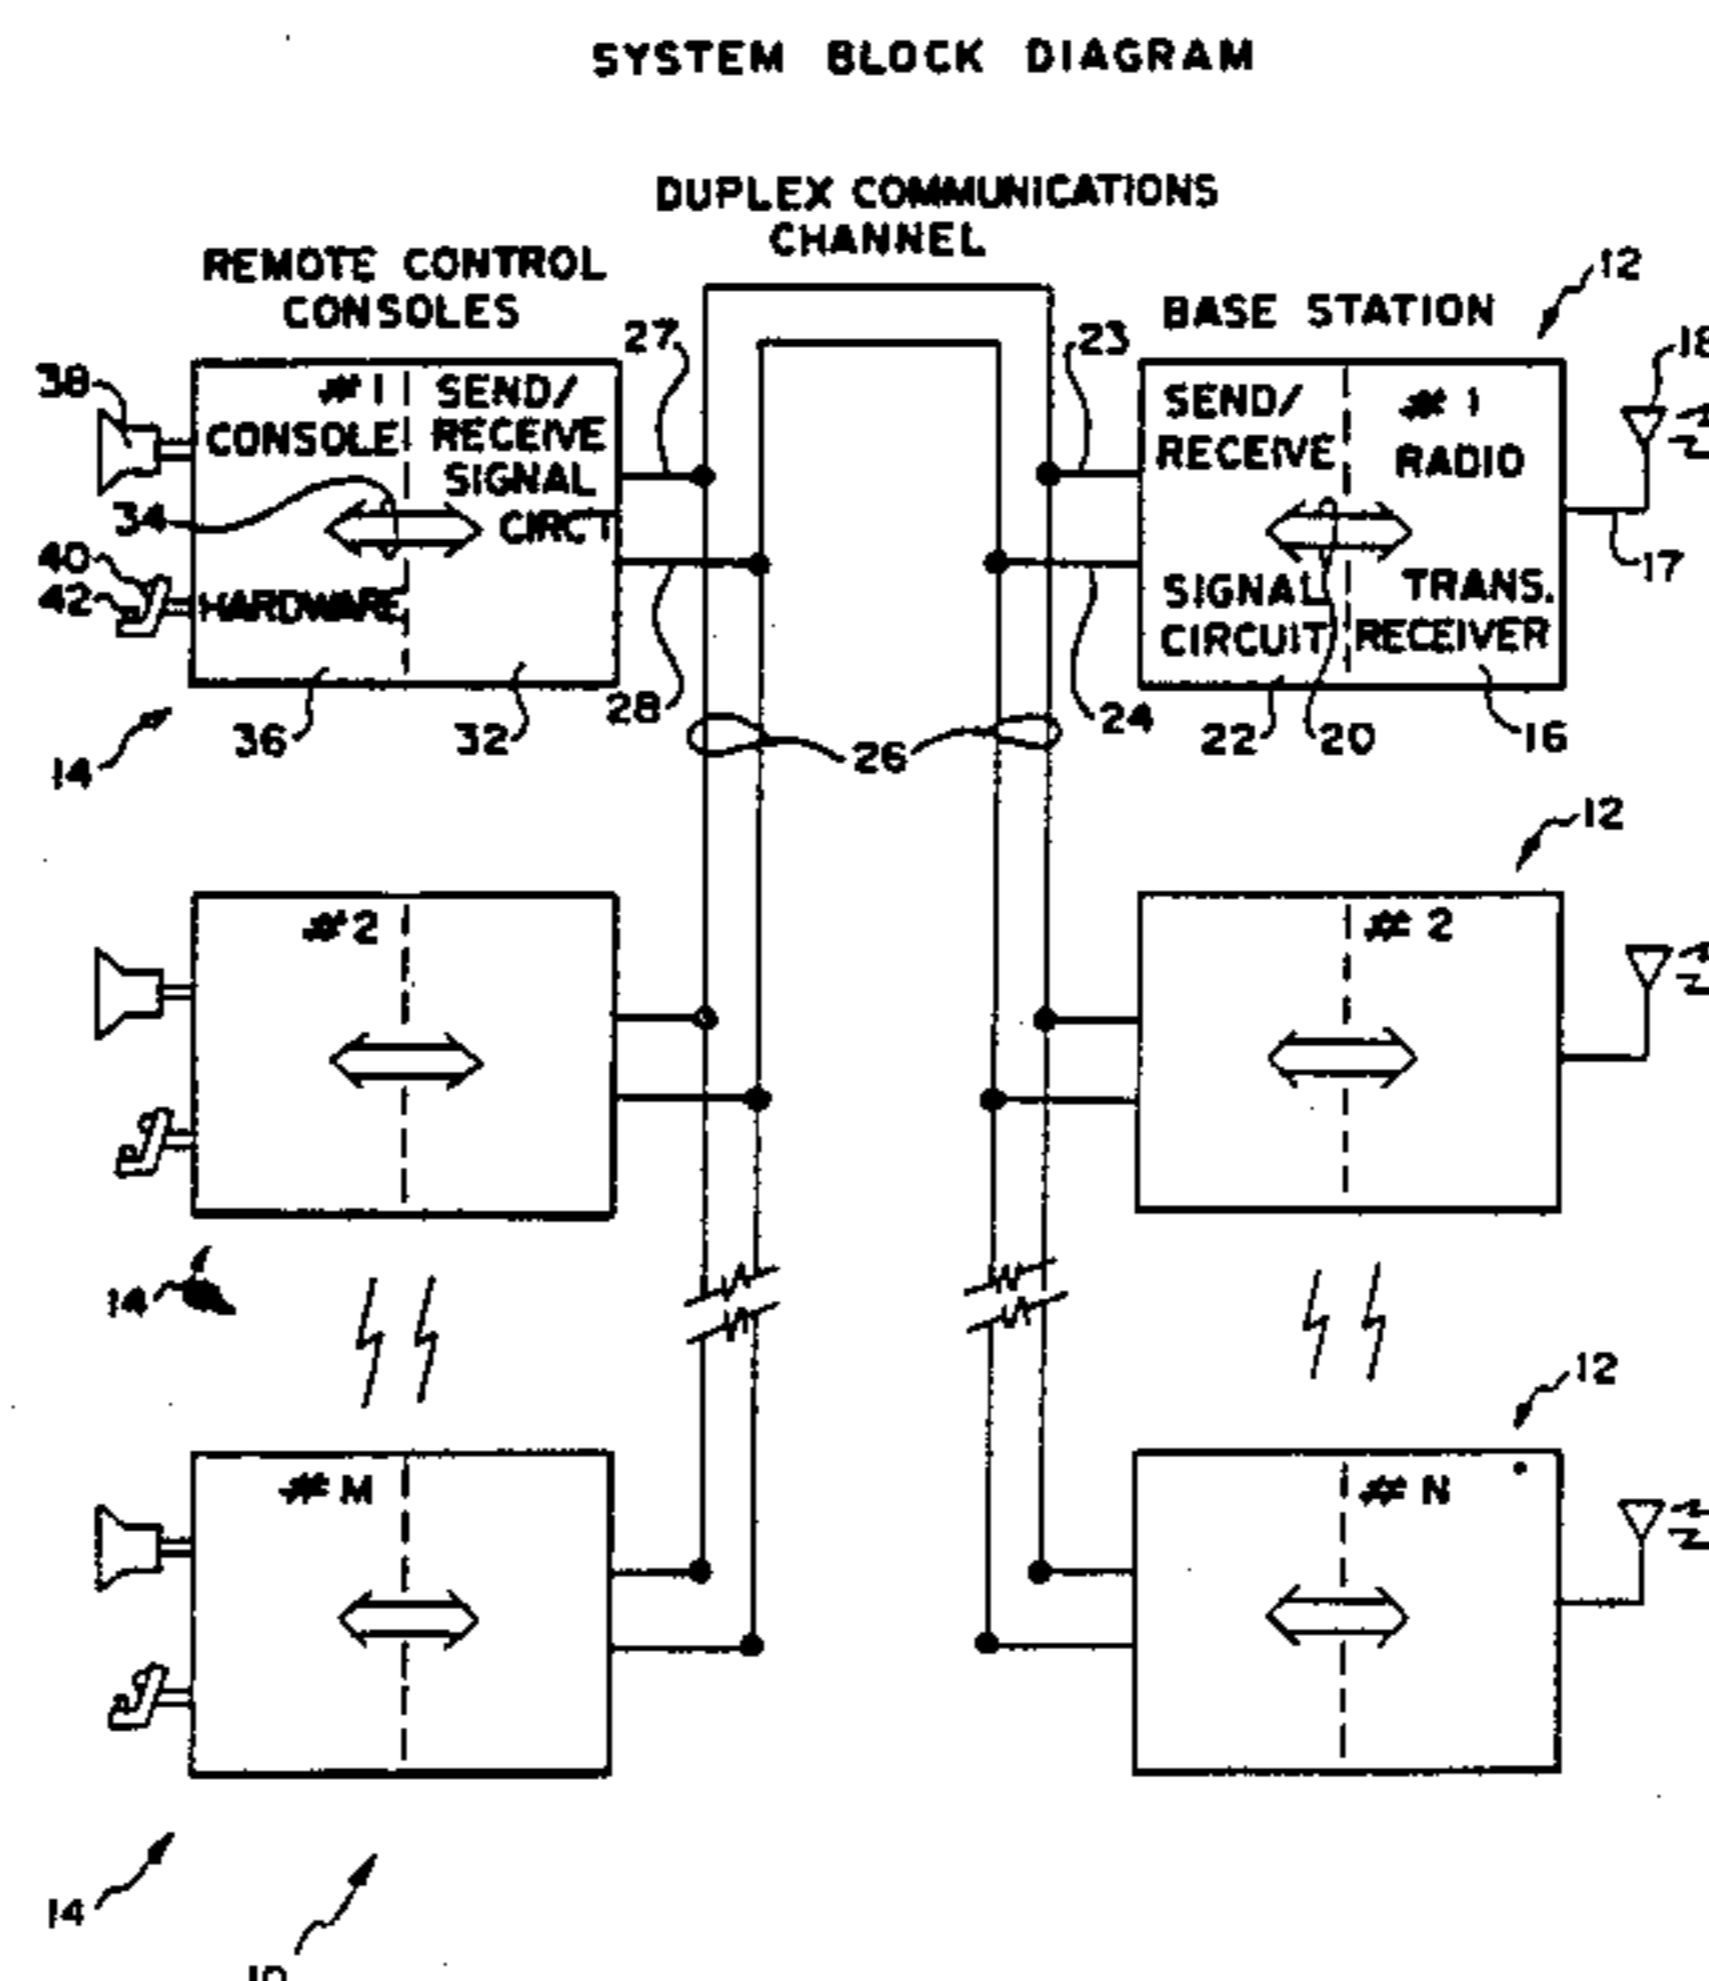 SYSTEM BLOCK DIAGRAM
DUPLEX COMMUNICATIONS
CHANNEL
REMOTE CONTROL
CONSOLES
BASE STATION
12
27
23
18
38
#1
CONSOLE
SEND/
RECEIVE
SIGNAL
CIRCT
SEND/
RECEIVE
#1
RADIO
34
40
42
HARDWARE
17
SIGNAL
CIRCUIT
TRANS.
RECEIVER
36
32
28
26
24
22
20
16
14
12
#2
#2
14
12
#M
#N
14
10